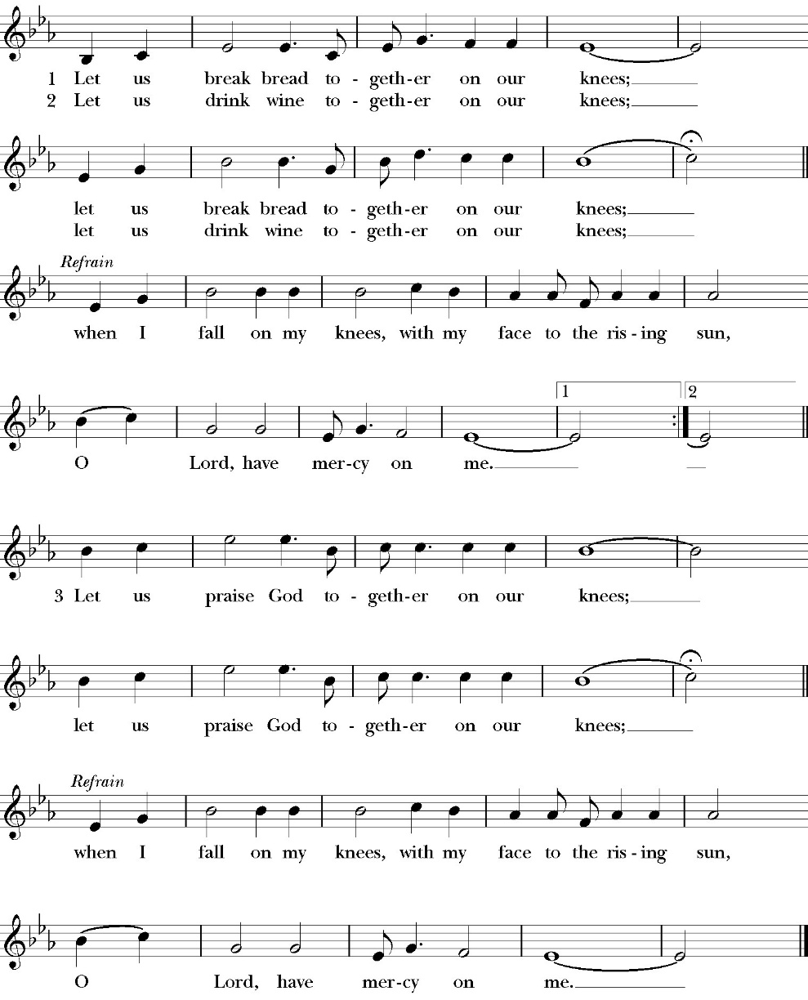 1 Let us break bread to - geth - er on our knees;
2 Let us drink wine to - geth - er on our knees;
let us break bread to - geth - er on our knees;
let us drink wine to - geth - er on our knees;
Refrain
when I fall on my knees, with my face to the ris - ing sun,
1 2
O Lord, have mer - cy on me.
3 Let us praise God to - geth - er on our knees;
let us praise God to - geth - er on our knees;
Refrain
when I fall on my knees, with my face to the ris - ing sun,
O Lord, have mer - cy on me.